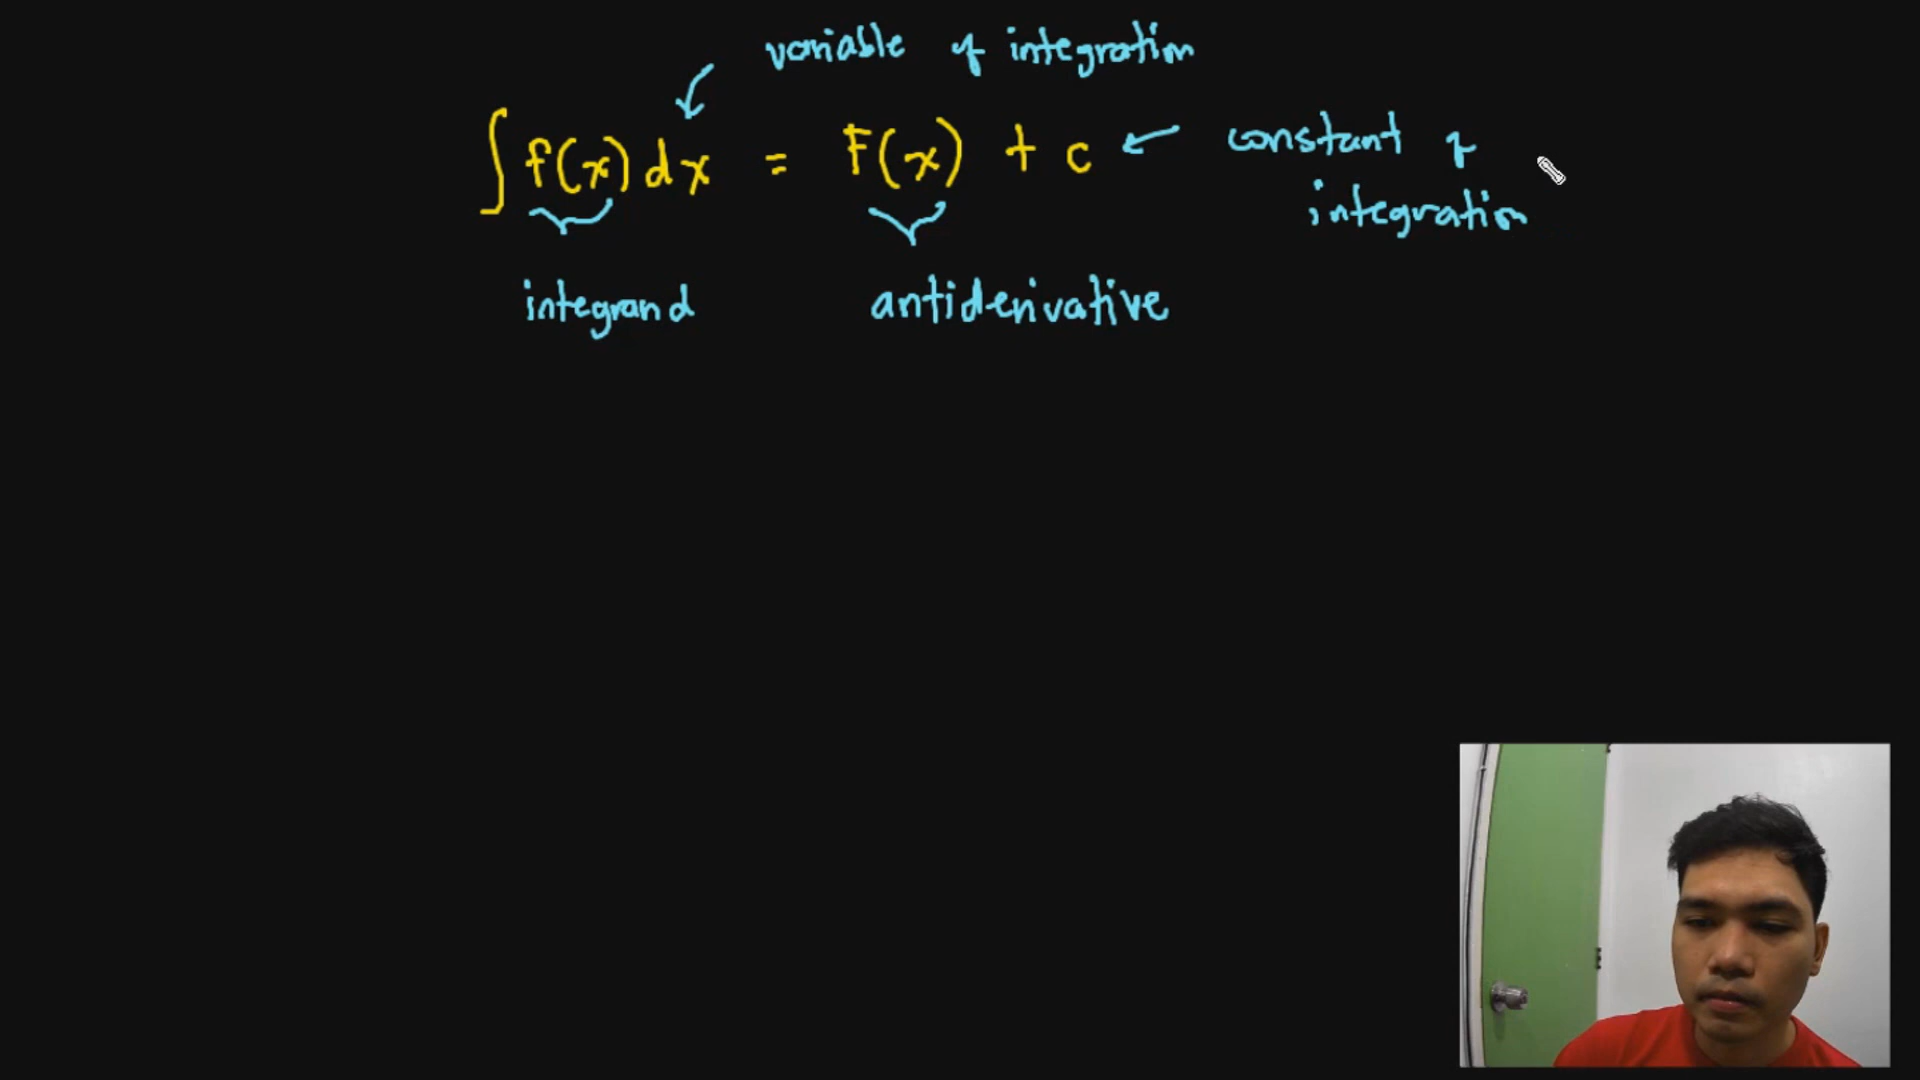 variable of integration
∫ f(x) dx = F(x) + c
constant of
integration
integrand
antiderivative